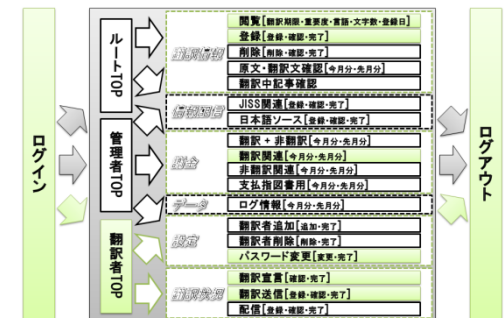 ログイン
ルートTOP
管理者TOP
翻訳者TOP
閲覧[翻訳期限・重要度・言語・文字数・登録日]
登録[登録・確認・完了]
削除[削除・確認・完了]
原文・翻訳文確認[今月分・先月分]
翻訳中記事確認
JISS関連[登録・確認・完了]
日本語ソース[登録・確認・完了]
翻訳 + 非翻訳[今月分・先月分]
翻訳関連[今月分・先月分]
非翻訳関連[今月分・先月分]
支払指図書用[今月分・先月分]
データ
ログ情報[今月分・先月分]
設定
翻訳者追加[追加・完了]
翻訳者削除[削除・完了]
パスワード変更[変更・完了]
翻訳宣言[登録・確認・完了]
翻訳送信[登録・確認・完了]
配信[登録・確認・完了]
ログアウト